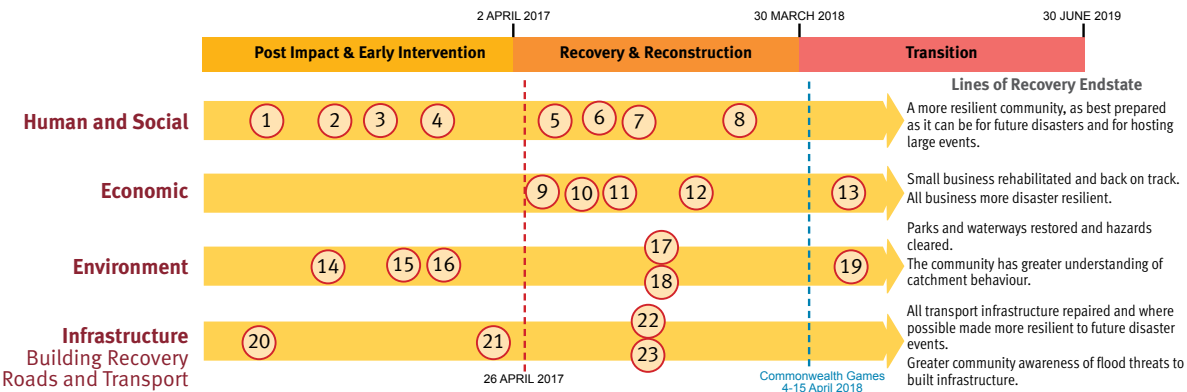 2 APRIL 2017
30 MARCH 2018
30 JUNE 2019
Post Impact & Early Intervention
Recovery & Reconstruction
Transition
Lines of Recovery Endstate
Human and Social
1
2
3
4
5
6
7
8
A more resilient community, as best prepared
as it can be for future disasters and for hosting
large events.
Economic
9
10
11
12
13
Small business rehabilitated and back on track.
All business more disaster resilient.
Environment
14
15
16
17
18
19
Parks and waterways restored and hazards
cleared.
The community has greater understanding of
catchment behaviour.
Infrastructure
Building Recovery
Roads and Transport
20
21
22
23
All transport infrastructure repaired and where
possible made more resilient to future disaster
events.
Greater community awareness of flood threats to
built infrastructure.
26 APRIL 2017
Commonwealth Games
4-15 April 2018